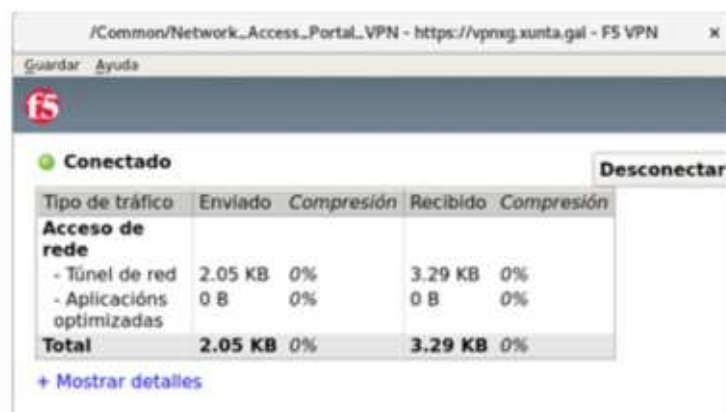 /Common/Network_Access_Portal_VPN - https://vpnxg.xunta.gal - F5 VPN ×
Guardar Ayuda
f5
Conectado
Desconectar
Tipo de tráfico Enviado Compresión Recibido Compresión
Acceso de
rede
- Túnel de red 2.05 KB 0% 3.29 KB 0%
- Aplicacións 0 B 0% 0 B 0%
optimizadas
Total 2.05 KB 0% 3.29 KB 0%
+ Mostrar detalles